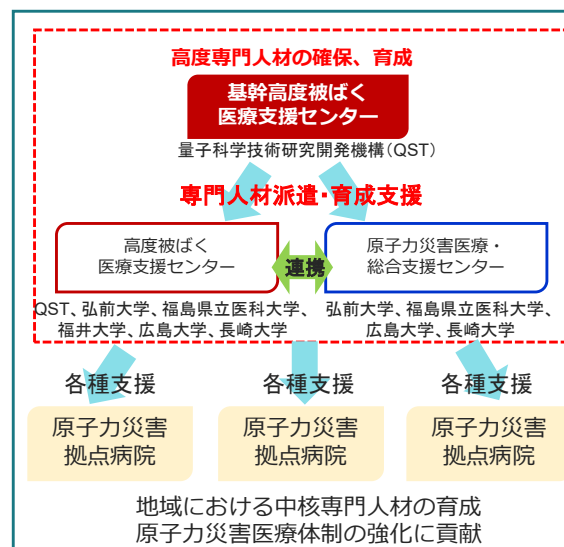 高度専門人材の確保、育成
基幹高度被ばく
医療支援センター
量子科学技術研究開発機構(QST)
専門人材派遣・育成支援
高度被ばく
医療支援センター
連携
原子力災害医療・
総合支援センター
QST、弘前大学、福島県立医科大学、
福井大学、広島大学、長崎大学
弘前大学、福島県立医科大学、
広島大学、長崎大学
各種支援
各種支援
各種支援
原子力災害
拠点病院
原子力災害
拠点病院
原子力災害
拠点病院
地域における中核専門人材の育成
原子力災害医療体制の強化に貢献